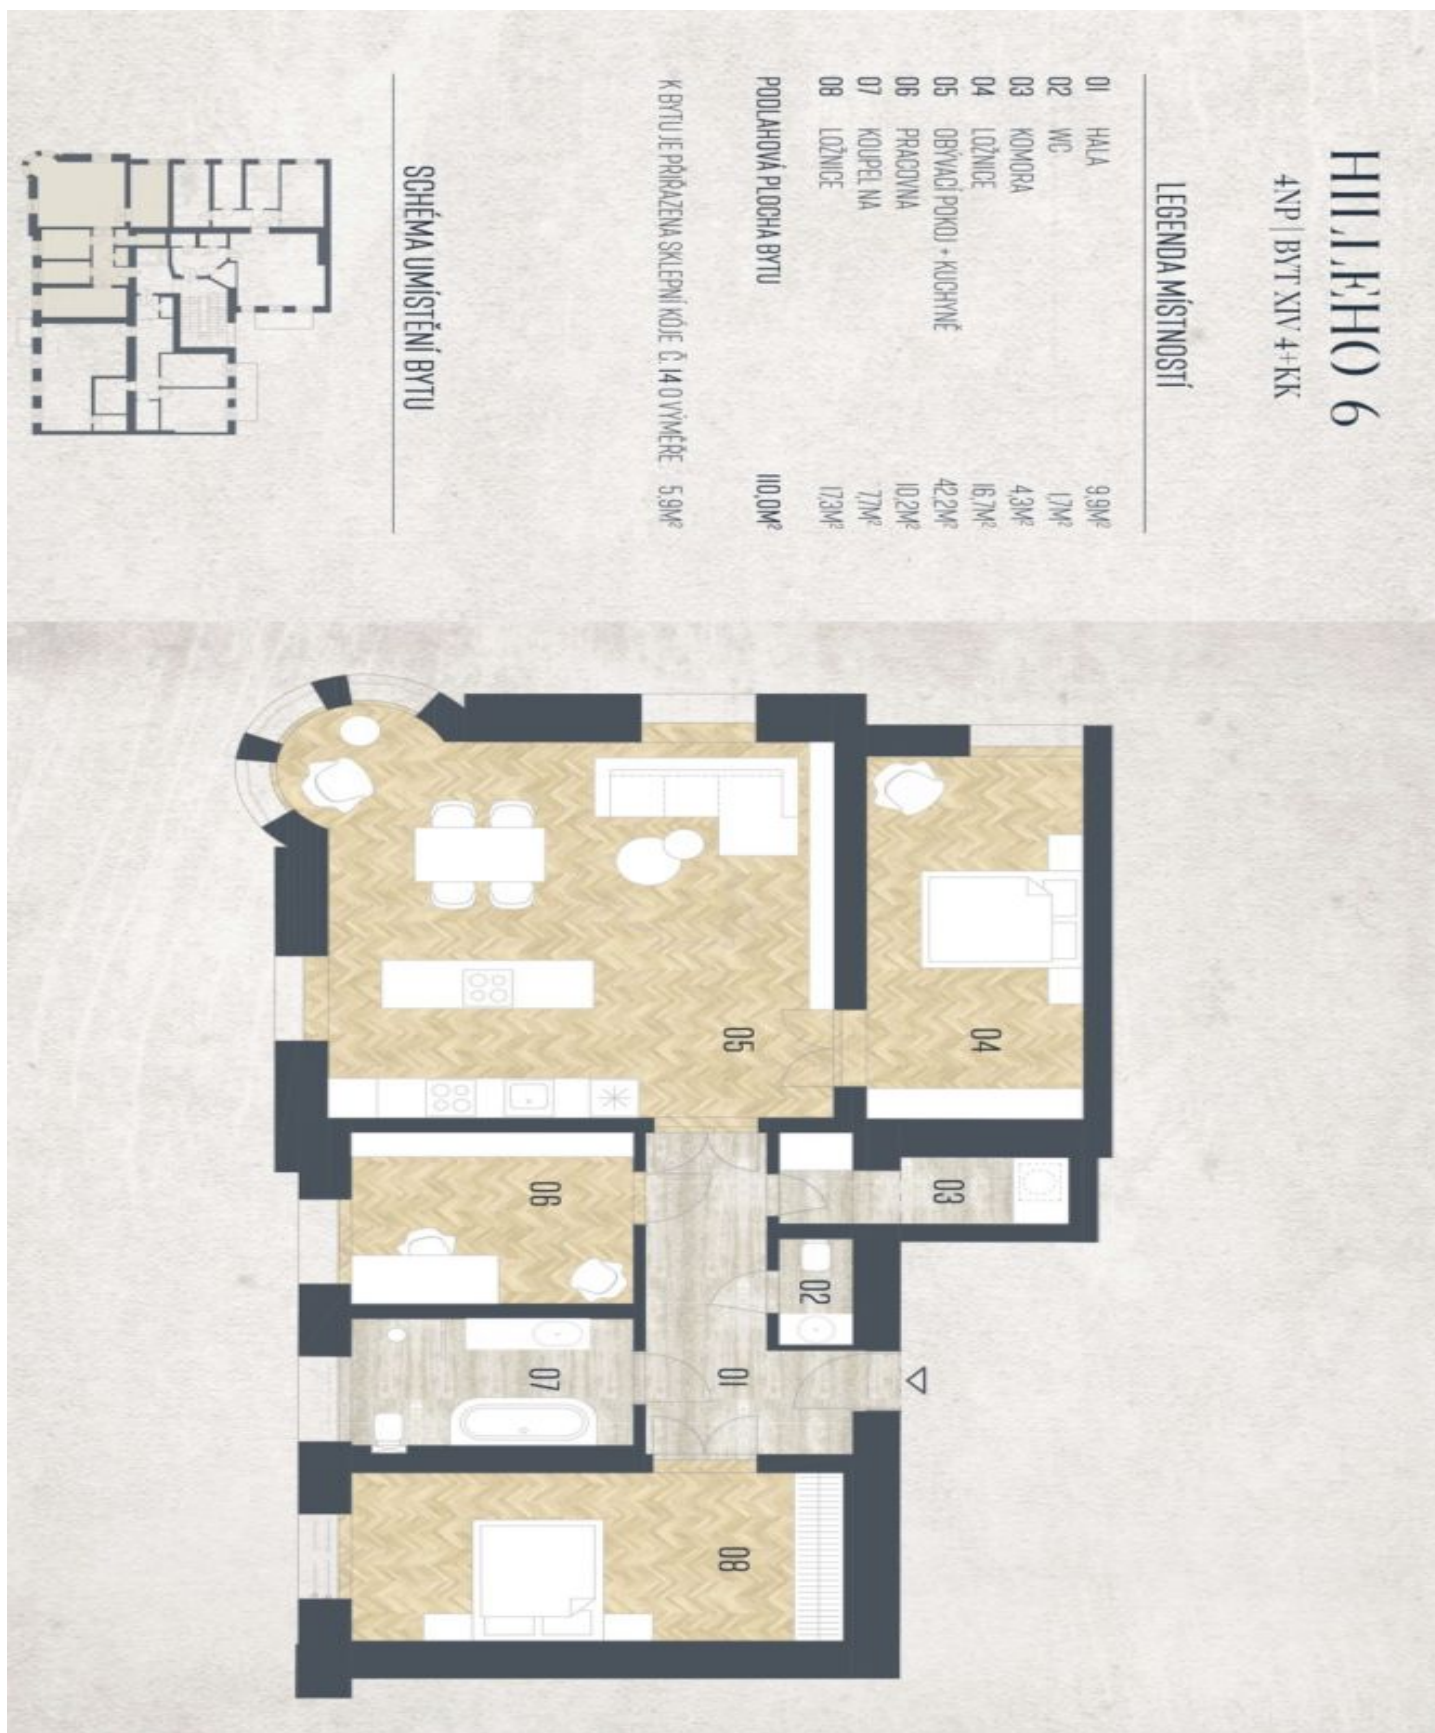 HILLEHO 6
4NP | BYT XIV 4+KK
LEGENDA MÍSTNOSTÍ
01 HALA 9,9M²
02 WC 1,7M²
03 KOMORA 4,3M²
04 LOŽNICE 16,7M²
05 OBÝVACÍ POKOJ + KUCHYNĚ 42,2M²
06 PRACOVNA 10,2M²
07 KOUPELNA 7,7M²
08 LOŽNICE 17,3M²
PODLAHOVÁ PLOCHA BYTU 110,0M²
K BYTU JE PŘIŘAZENA SKLEPNÍ KÓJE Č. 14 O VÝMĚŘE 5,9M²
SCHÉMA UMÍSTĚNÍ BYTU
04
05
03
06
02
01
07
08